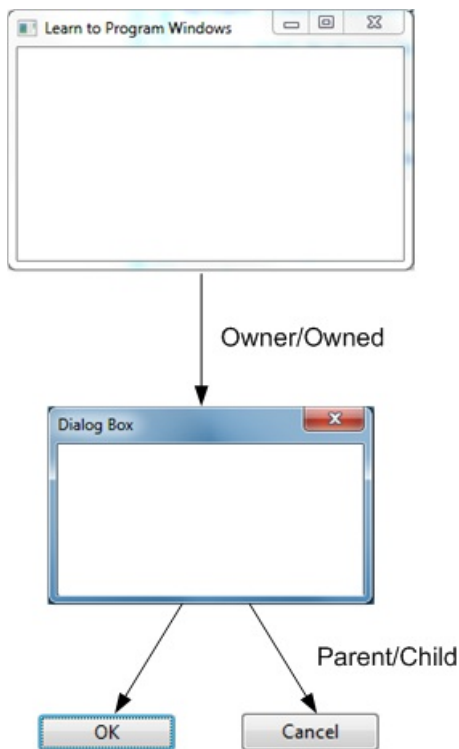 Learn to Program Windows
Owner/Owned
Dialog Box
Parent/Child
OK
Cancel